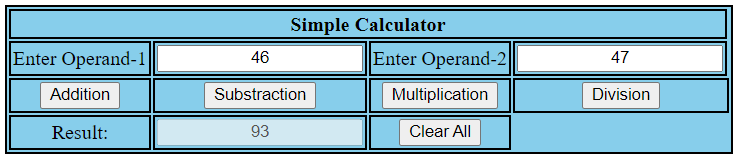 Simple Calculator
Enter Operand-1 46 Enter Operand-2 47
Addition Substraction Multiplication Division
Result: 93 Clear All